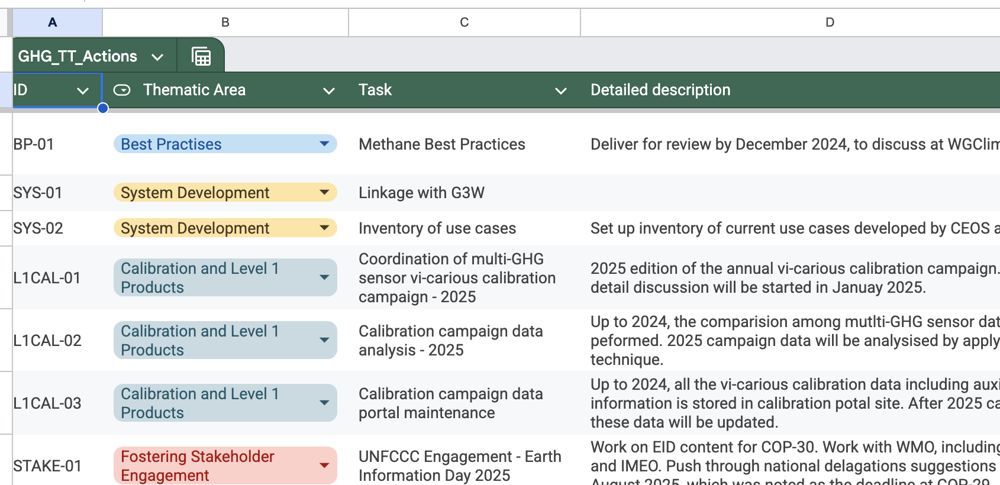 A B C D
GHG_TT_Actions
ID Thematic Area Task Detailed description
BP-01 Best Practises Methane Best Practices Deliver for review by December 2024, to discuss at WGClim
SYS-01 System Development Linkage with G3W
SYS-02 System Development Inventory of use cases Set up inventory of current use cases developed by CEOS a
L1CAL-01
Calibration and Level 1
Products
Coordination of multi-GHG
sensor vi-carious calibration
campaign - 2025
2025 edition of the annual vi-carious calibration campaign.
detail discussion will be started in Januay 2025.
L1CAL-02
Calibration and Level 1
Products
Calibration campaign data
analysis - 2025
Up to 2024, the comparision among mutlti-GHG sensor dat
peformed. 2025 campaign data will be analysised by apply
technique.
L1CAL-03
Calibration and Level 1
Products
Calibration campaign data
portal maintenance
Up to 2024, all the vi-carious calibration data including auxi
information is stored in calibration potal site. After 2025 ca
these data will be updated.
STAKE-01
Fostering Stakeholder
Engagement
UNFCCC Engagement - Earth
Information Day 2025
Work on EID content for COP-30. Work with WMO, including
and IMEO. Push through national delagations suggestions
August 2025, which was noted as the deadline at COP-29.